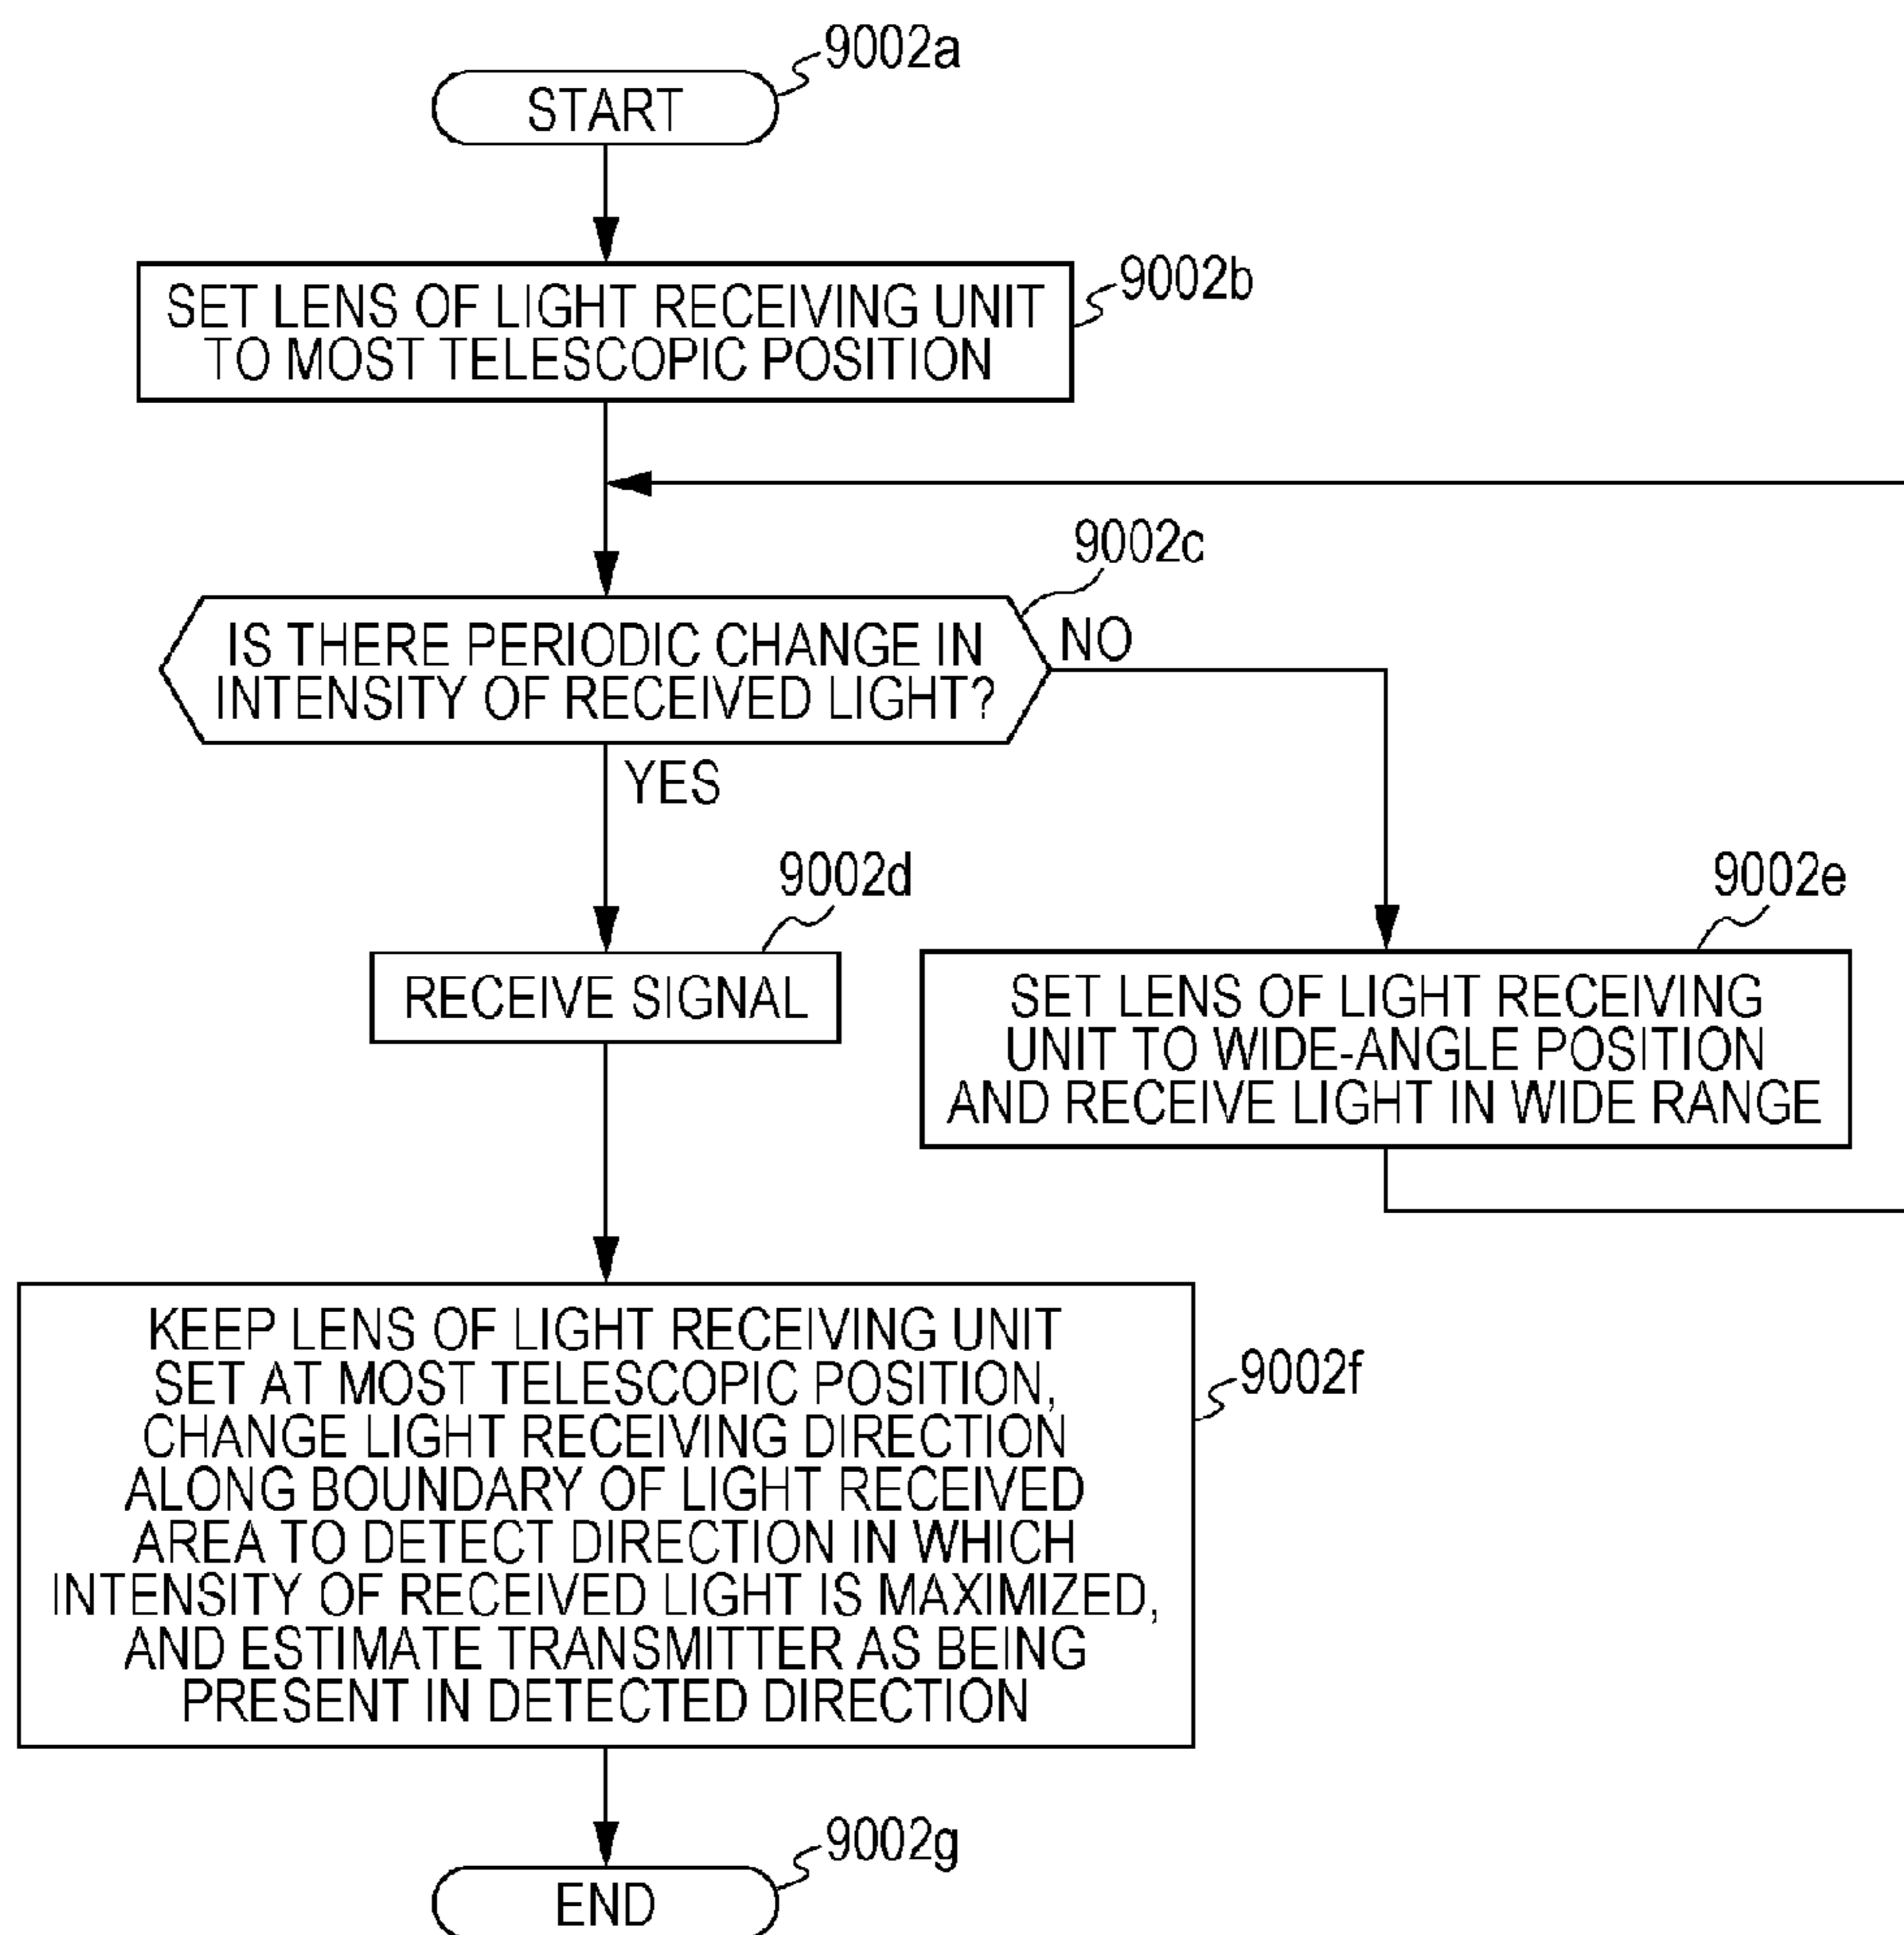 9002a
START
9002b
SET LENS OF LIGHT RECEIVING UNIT
TO MOST TELESCOPIC POSITION
9002c
IS THERE PERIODIC CHANGE IN
INTENSITY OF RECEIVED LIGHT?
NO
YES
9002d
RECEIVE SIGNAL
9002e
SET LENS OF LIGHT RECEIVING
UNIT TO WIDE-ANGLE POSITION
AND RECEIVE LIGHT IN WIDE RANGE
KEEP LENS OF LIGHT RECEIVING UNIT
SET AT MOST TELESCOPIC POSITION,
CHANGE LIGHT RECEIVING DIRECTION
ALONG BOUNDARY OF LIGHT RECEIVED
AREA TO DETECT DIRECTION IN WHICH
INTENSITY OF RECEIVED LIGHT IS MAXIMIZED,
AND ESTIMATE TRANSMITTER AS BEING
PRESENT IN DETECTED DIRECTION
9002f
9002g
END